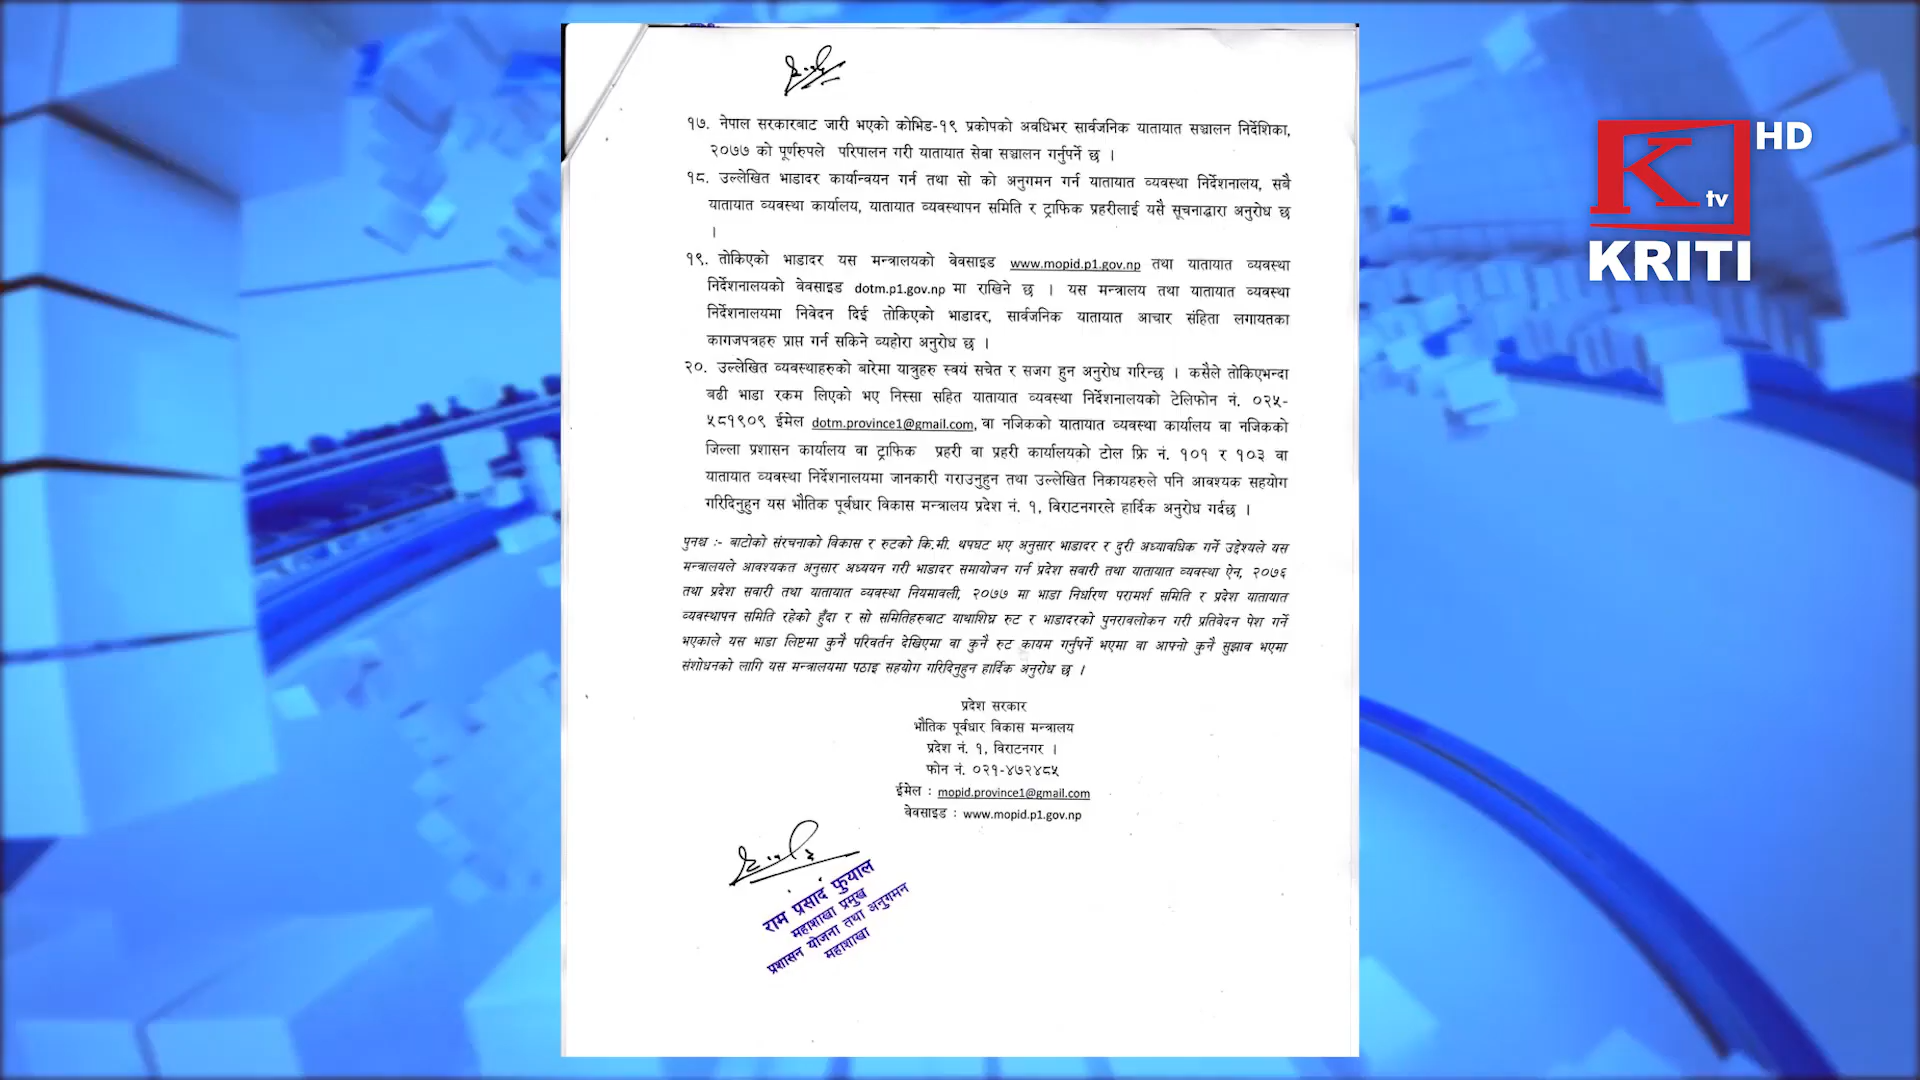 १७. नेपाल सरकारबाट जारी भएको कोभिड-१९ प्रकोपको अवधिभर सार्वजनिक यातायात सञ्चालन निर्देशिका,
२०७७ को पूर्णरुपले परिपालन गरी यातायात सेवा सञ्चालन गर्नुपर्ने छ ।
१८. उल्लेखित भाडादर कार्यान्वयन गर्न तथा सो को अनुगमन गर्न यातायात व्यवस्था निर्देशनालय, सबै
यातायात व्यवस्था कार्यालय, यातायात व्यवस्थापन समिति र ट्राफिक प्रहरीलाई यसै सूचनाद्धारा अनुरोध छ
।
१९. तोकिएको भाडादर यस मन्त्रालयको वेवसाइड www.mopid.p1.gov.np तथा यातायात व्यवस्था
निर्देशनालयको वेवसाइड dotm.p1.gov.np मा राखिने छ । यस मन्त्रालय तथा यातायात व्यवस्था
निर्देशनालयमा निवेदन दिई तोकिएको भाडादर, सार्वजनिक यातायात आचार संहिता लगायतका
कागजपत्रहरु प्राप्त गर्न सकिने व्यहोरा अनुरोध छ ।
२०. उल्लेखित व्यवस्थाहरुको बारेमा यात्रुहरु स्वयं सचेत र सजग हुन अनुरोध गरिन्छ । कसैले तोकिएभन्दा
बढी भाडा रकम लिएको भए निस्सा सहित यातायात व्यवस्था निर्देशनालयको टेलिफोन नं. ०२५-
५८१९०९ ईमेल dotm.province1@gmail.com, वा नजिकको यातायात व्यवस्था कार्यालय वा नजिकको
जिल्ला प्रशासन कार्यालय वा ट्राफिक प्रहरी वा प्रहरी कार्यालयको टोल फ्रि नं. १०१ र १०३ वा
यातायात व्यवस्था निर्देशनालयमा जानकारी गराउनुहुन तथा उल्लेखित निकायहरुले पनि आवश्यक सहयोग
गरिदिनुहुन यस भौतिक पूर्वधार विकास मन्त्रालय प्रदेश नं. १, विराटनगरले हार्दिक अनुरोध गर्दछ ।
पुनश्च :- बाटोको संरचनाको विकास र रुटको कि.मी. थपघट भए अनुसार भाडादर र दुरी अध्यावधिक गर्ने उद्देश्यले यस
मन्त्रालयले आवश्यकत अनुसार अध्ययन गरी भाडादर समायोजन गर्न प्रदेश सवारी तथा यातायात व्यवस्था ऐन, २०७६
तथा प्रदेश सवारी तथा यातायात व्यवस्था नियमावली, २०७७ मा भाडा निर्धारण परामर्श समिति र प्रदेश यातायात
व्यवस्थापन समिति रहेको हुँदा र सो समितिहरुबाट याथाशिघ्र रुट र भाडादरको पुनरावलोकन गरी प्रतिवेदन पेश गर्ने
भएकाले यस भाडा लिष्टमा कुनै परिवर्तन देखिएमा वा कुनै रुट कायम गर्नुपर्ने भएमा वा आफ्नो कुनै सुझाव भएमा
संशोधनको लागि यस मन्त्रालयमा पठाइ सहयोग गरिदिनुहुन हार्दिक अनुरोध छ ।
प्रदेश सरकार
भौतिक पूर्वधार विकास मन्त्रालय
प्रदेश नं. १, विराटनगर ।
फोन नं. ०२१-४७२४८५
ईमेल : mopid.province1@gmail.com
वेवसाइड : www.mopid.p1.gov.np
राम प्रसाद फुयाल
महाशाखा प्रमुख
प्रशासन योजना तथा अनुगमन
महाशाखा
K tv HD
KRITI